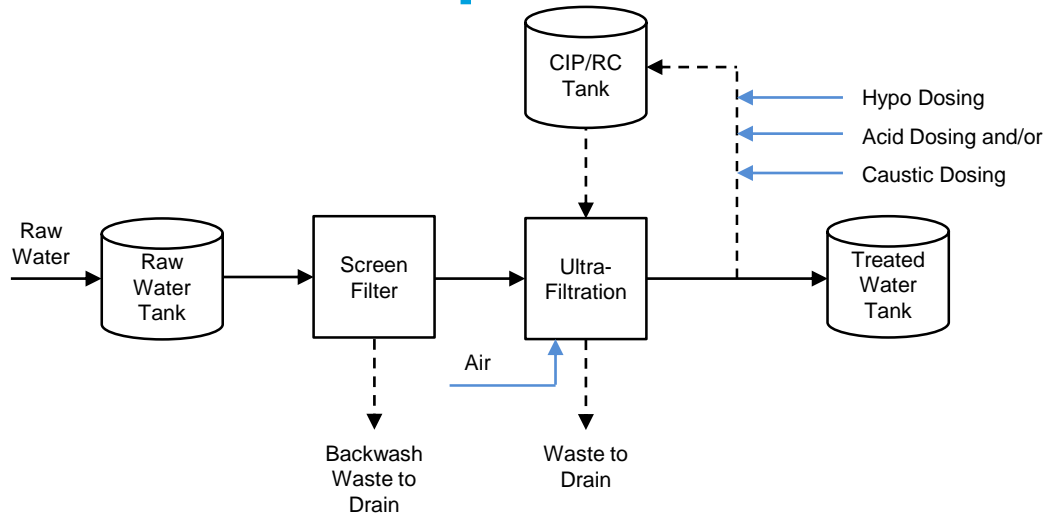 CIP/RC
Tank
Hypo Dosing
Acid Dosing and/or
Caustic Dosing
Raw
Water
Raw
Water
Tank
Screen
Filter
Ultra-
Filtration
Treated
Water
Tank
Air
Backwash
Waste to
Drain
Waste to
Drain